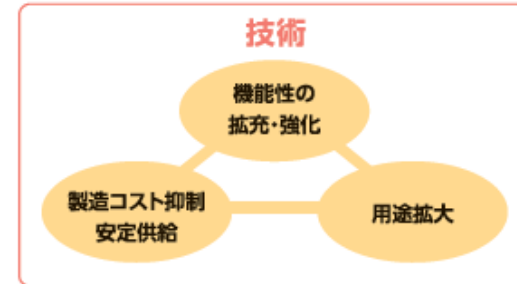 技術
機能性の
拡充・強化
製造コスト抑制
安定供給
用途拡大